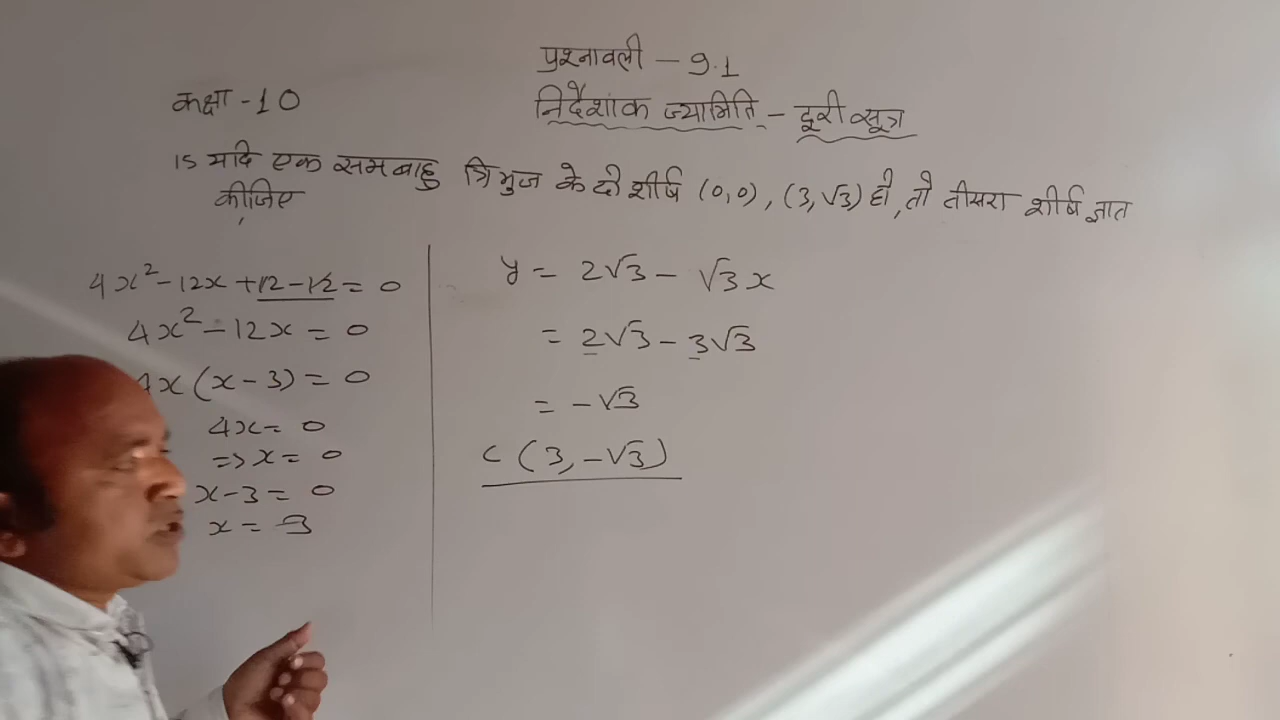 प्रश्नावली - 9.1
कक्षा - 10
निर्देशांक ज्यामिति - दूरी सूत्र
15 यदि एक समबाहु त्रिभुज के दो शीर्ष (0,0), (3,√3) हो, तो तीसरा शीर्ष ज्ञात
कीजिए
4x² - 12x + 12 - 12 = 0
4x² - 12x = 0
4x (x - 3) = 0
4x = 0
=> x = 0
x - 3 = 0
x = 3
y = 2√3 - √3x
= 2√3 - 3√3
= -√3
C (3, -√3)